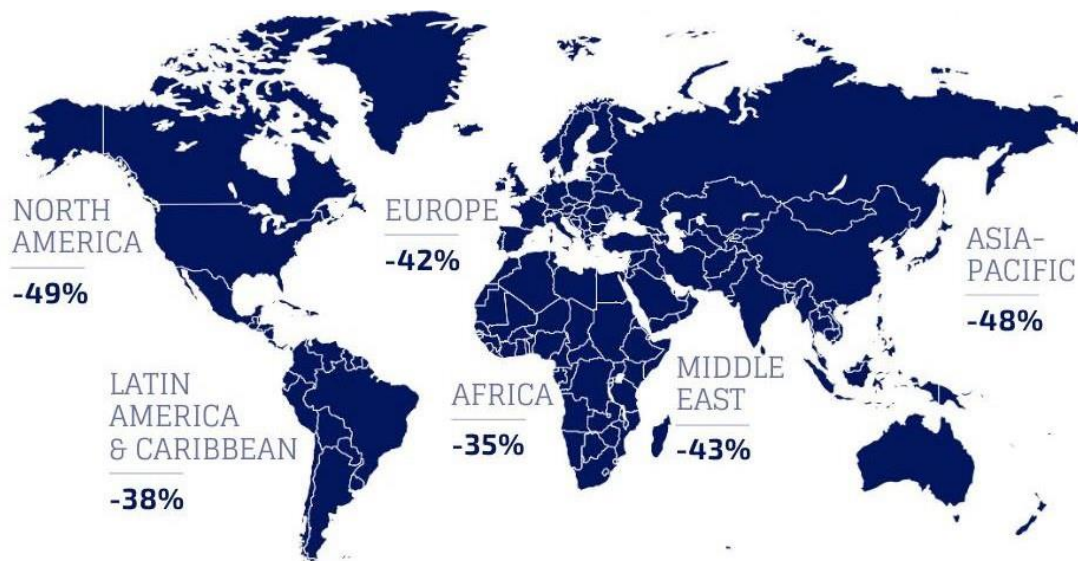 NORTH
AMERICA
-49%
EUROPE
-42%
ASIA-
PACIFIC
-48%
LATIN
AMERICA
& CARIBBEAN
-38%
AFRICA
-35%
MIDDLE
EAST
-43%